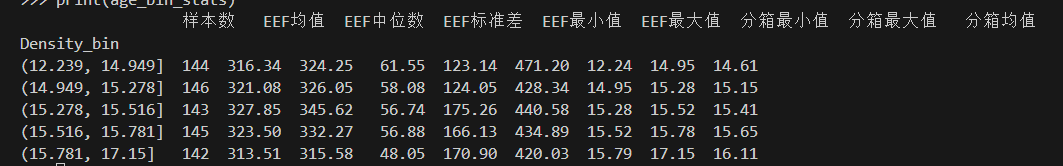 >>> print(age_bin_stats)
样本数 EEF均值 EEF中位数 EEF标准差 EEF最小值 EEF最大值 分箱最小值 分箱最大值 分箱均值
Density_bin
(12.239, 14.949] 144 316.34 324.25 61.55 123.14 471.20 12.24 14.95 14.61
(14.949, 15.278] 146 321.08 326.05 58.08 124.05 428.34 14.95 15.28 15.15
(15.278, 15.516] 143 327.85 345.62 56.74 175.26 440.58 15.28 15.52 15.41
(15.516, 15.781] 145 323.50 332.27 56.88 166.13 434.89 15.52 15.78 15.65
(15.781, 17.15] 142 313.51 315.58 48.05 170.90 420.03 15.79 17.15 16.11